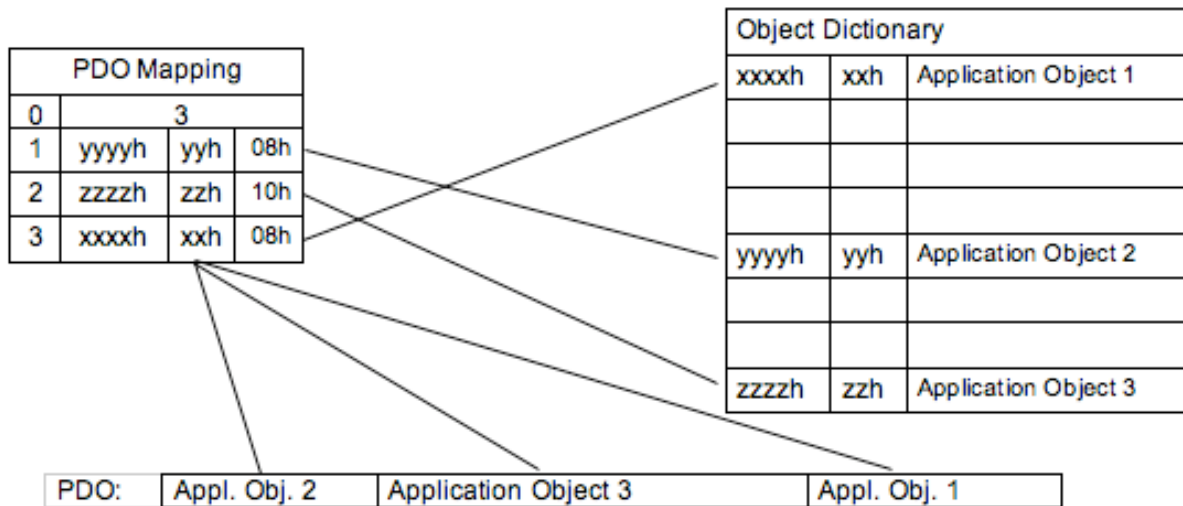 PDO Mapping
0 3
1 yyyyh yyh 08h
2 zzzzh zzh 10h
3 xxxxh xxh 08h
Object Dictionary
xxxxh xxh Application Object 1
yyyyh yyh Application Object 2
zzzzh zzh Application Object 3
PDO: Appl. Obj. 2 Application Object 3 Appl. Obj. 1